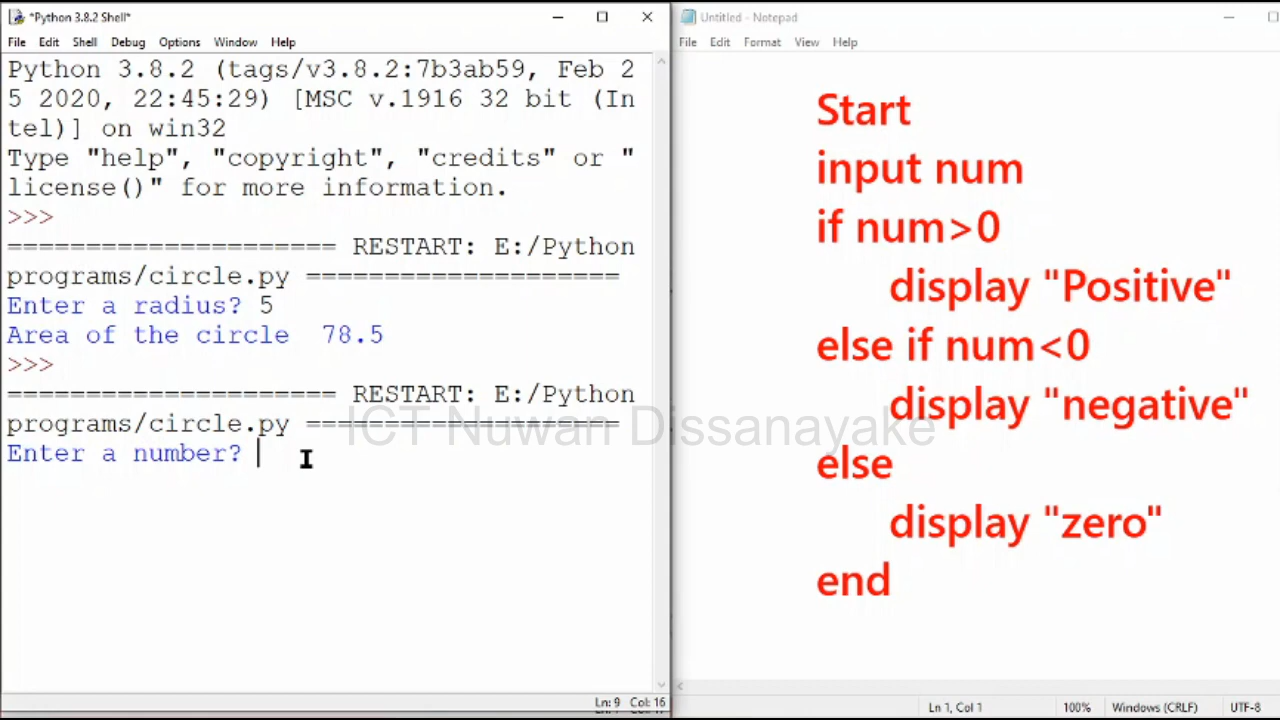 *Python 3.8.2 Shell*
File Edit Shell Debug Options Window Help
Python 3.8.2 (tags/v3.8.2:7b3ab59, Feb 2
5 2020, 22:45:29) [MSC v.1916 32 bit (In
tel)] on win32
Type "help", "copyright", "credits" or "
license()" for more information.
>>>
===================== RESTART: E:/Python
programs/circle.py ====================
Enter a radius? 5
Area of the circle  78.5
>>>
===================== RESTART: E:/Python
programs/circle.py ====================
Enter a number?
Ln: 9 Col: 16
Untitled - Notepad
File Edit Format View Help
Start
input num
if num>0
display "Positive"
else if num<0
display "negative"
else
display "zero"
end
Ln 1, Col 1 100% Windows (CRLF) UTF-8
ICT Nuwan Dissanayake